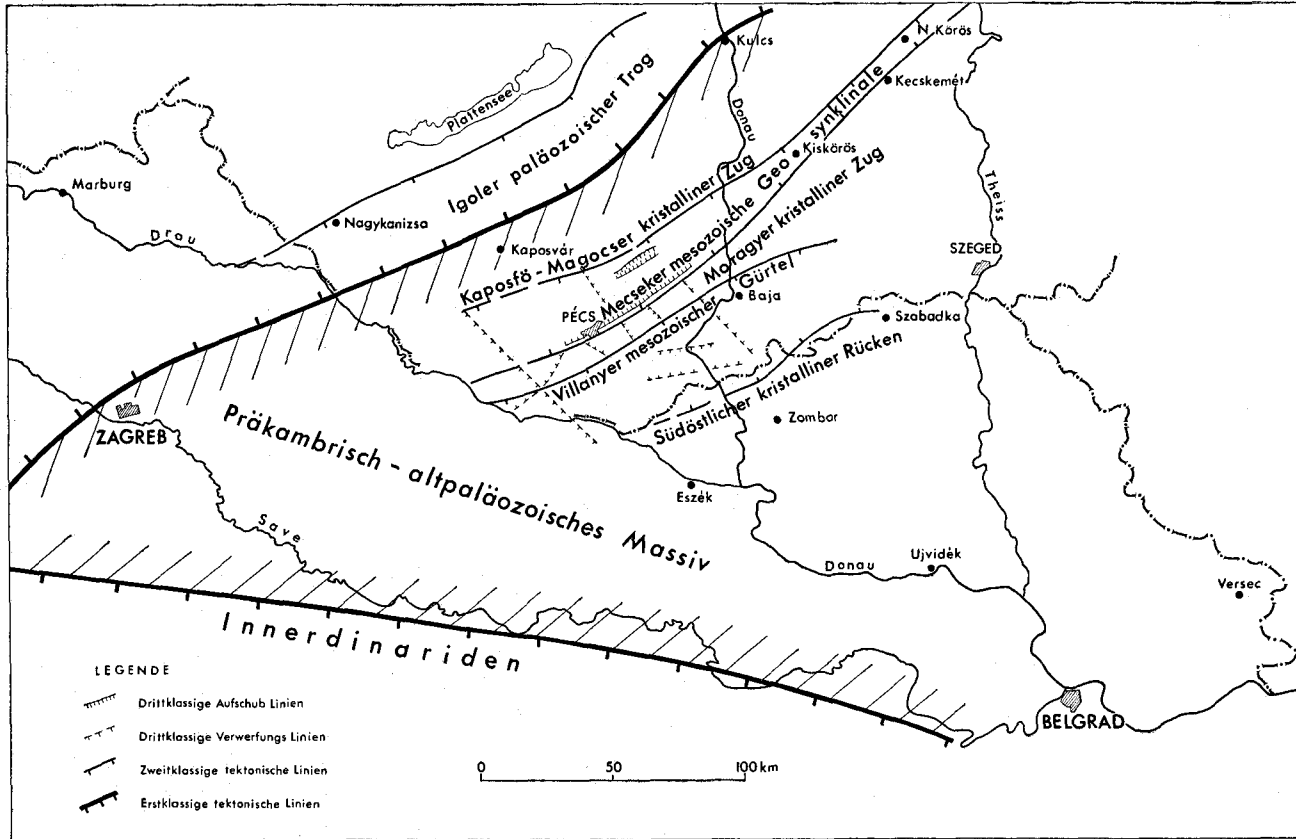 Kulcs
N. Körös
Kecskemét
Plattensee
Igoler paläozoischer Trog
Donau
Kiskörös
Theiss
Marburg
Drau
Nagykanizsa
Kaposvár
Kaposfö - Magocser kristalliner Zug
Mecseker mesozoische Geosynklinale
Moragyer kristalliner Zug
Villanyer mesozoischer Gürtel
PÉCS
Baja
SZEGED
Szabadka
Südöstlicher kristalliner Rücken
Zombor
ZAGREB
Präkambrisch - altpaläozoisches Massiv
Eszék
Save
Donau
Ujvidék
Versec
Innerdinariden
BELGRAD
LEGENDE
Drittklassige Aufschub Linien
Drittklassige Verwerfungs Linien
Zweitklassige tektonische Linien
Erstklassige tektonische Linien
0 50 100 km